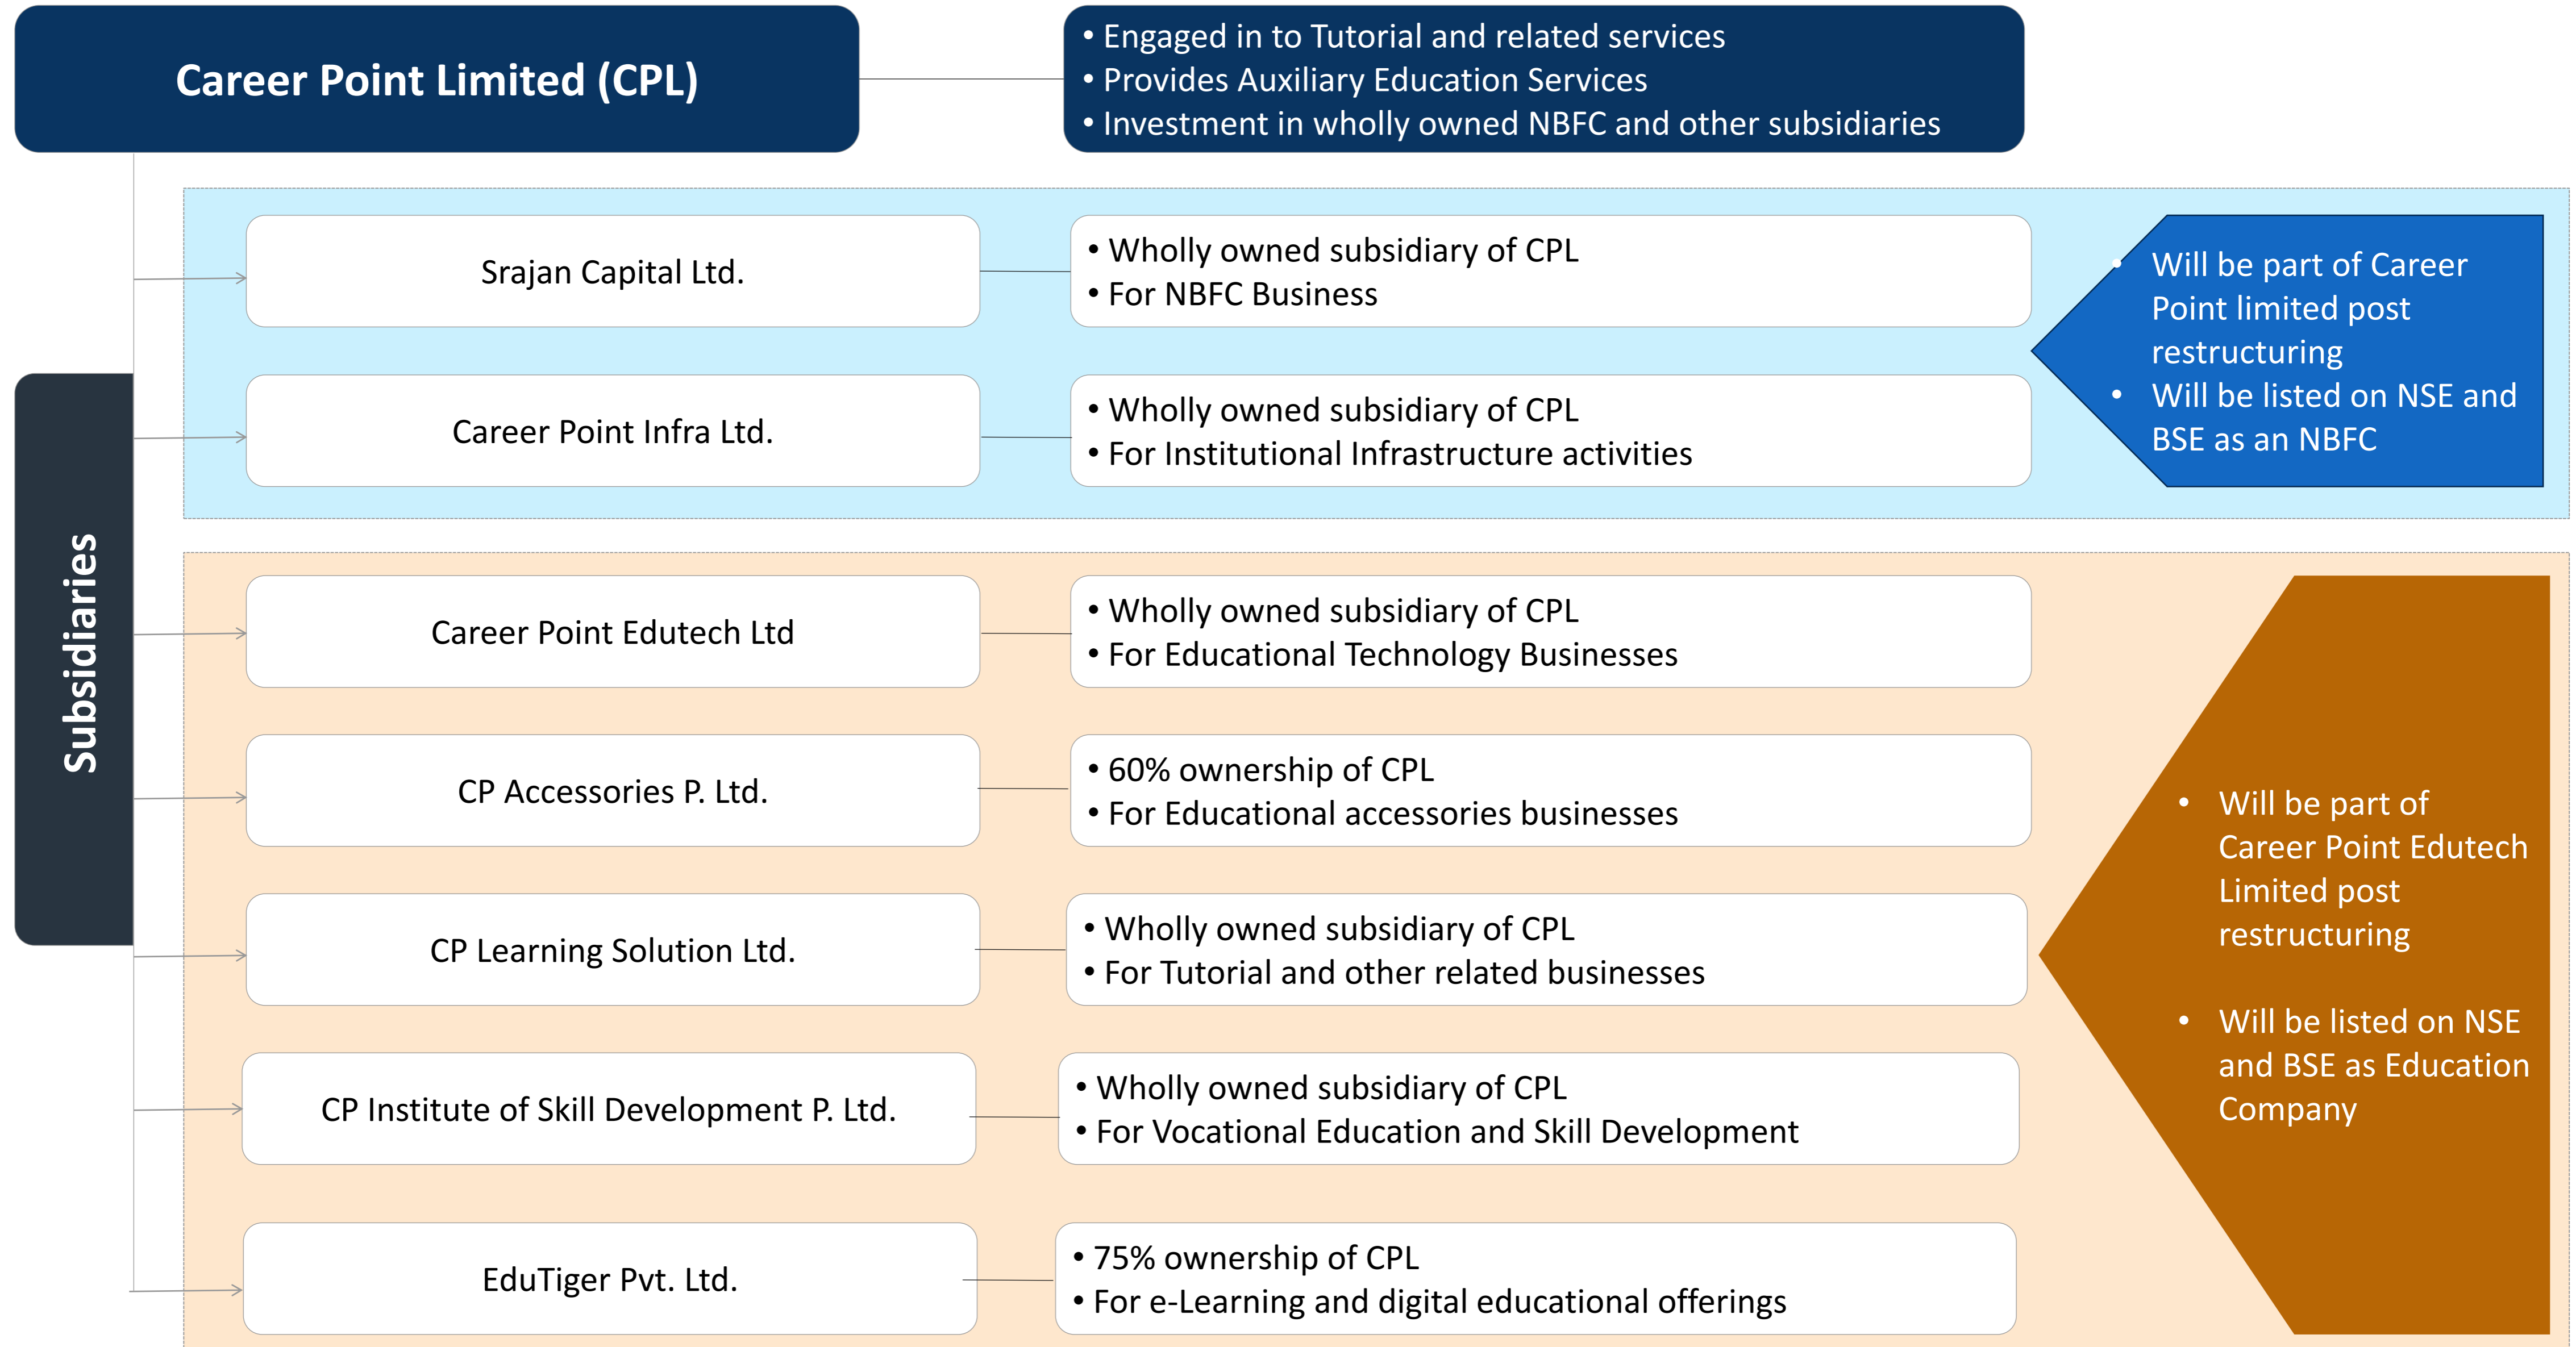 Career Point Limited (CPL)
• Engaged in to Tutorial and related services
• Provides Auxiliary Education Services
• Investment in wholly owned NBFC and other subsidiaries
Subsidiaries
Srajan Capital Ltd.
• Wholly owned subsidiary of CPL
• For NBFC Business
Career Point Infra Ltd.
• Wholly owned subsidiary of CPL
• For Institutional Infrastructure activities
• Will be part of Career
Point limited post
restructuring
• Will be listed on NSE and
BSE as an NBFC
Career Point Edutech Ltd
• Wholly owned subsidiary of CPL
• For Educational Technology Businesses
CP Accessories P. Ltd.
• 60% ownership of CPL
• For Educational accessories businesses
CP Learning Solution Ltd.
• Wholly owned subsidiary of CPL
• For Tutorial and other related businesses
CP Institute of Skill Development P. Ltd.
• Wholly owned subsidiary of CPL
• For Vocational Education and Skill Development
EduTiger Pvt. Ltd.
• 75% ownership of CPL
• For e-Learning and digital educational offerings
• Will be part of
Career Point Edutech
Limited post
restructuring
• Will be listed on NSE
and BSE as Education
Company